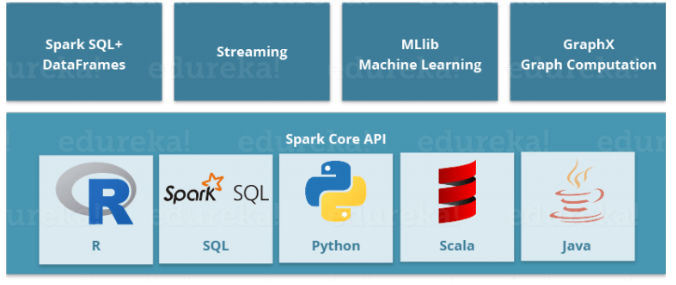 Spark SQL+
DataFrames
Streaming
MLlib
Machine Learning
GraphX
Graph Computation
edureka!
Spark Core API
R
Spark SQL
Python
Scala
Java
R
SQL